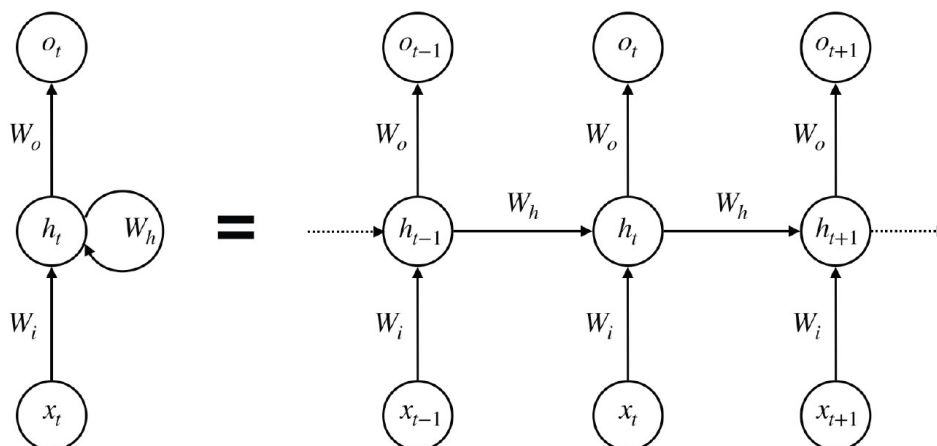 o_t o_{t−1} o_t o_{t+1}
W_o W_o W_o W_o
W_h W_h
h_t W_h = h_{t−1} h_t h_{t+1}
W_i W_i W_i W_i
x_t x_{t−1} x_t x_{t+1}